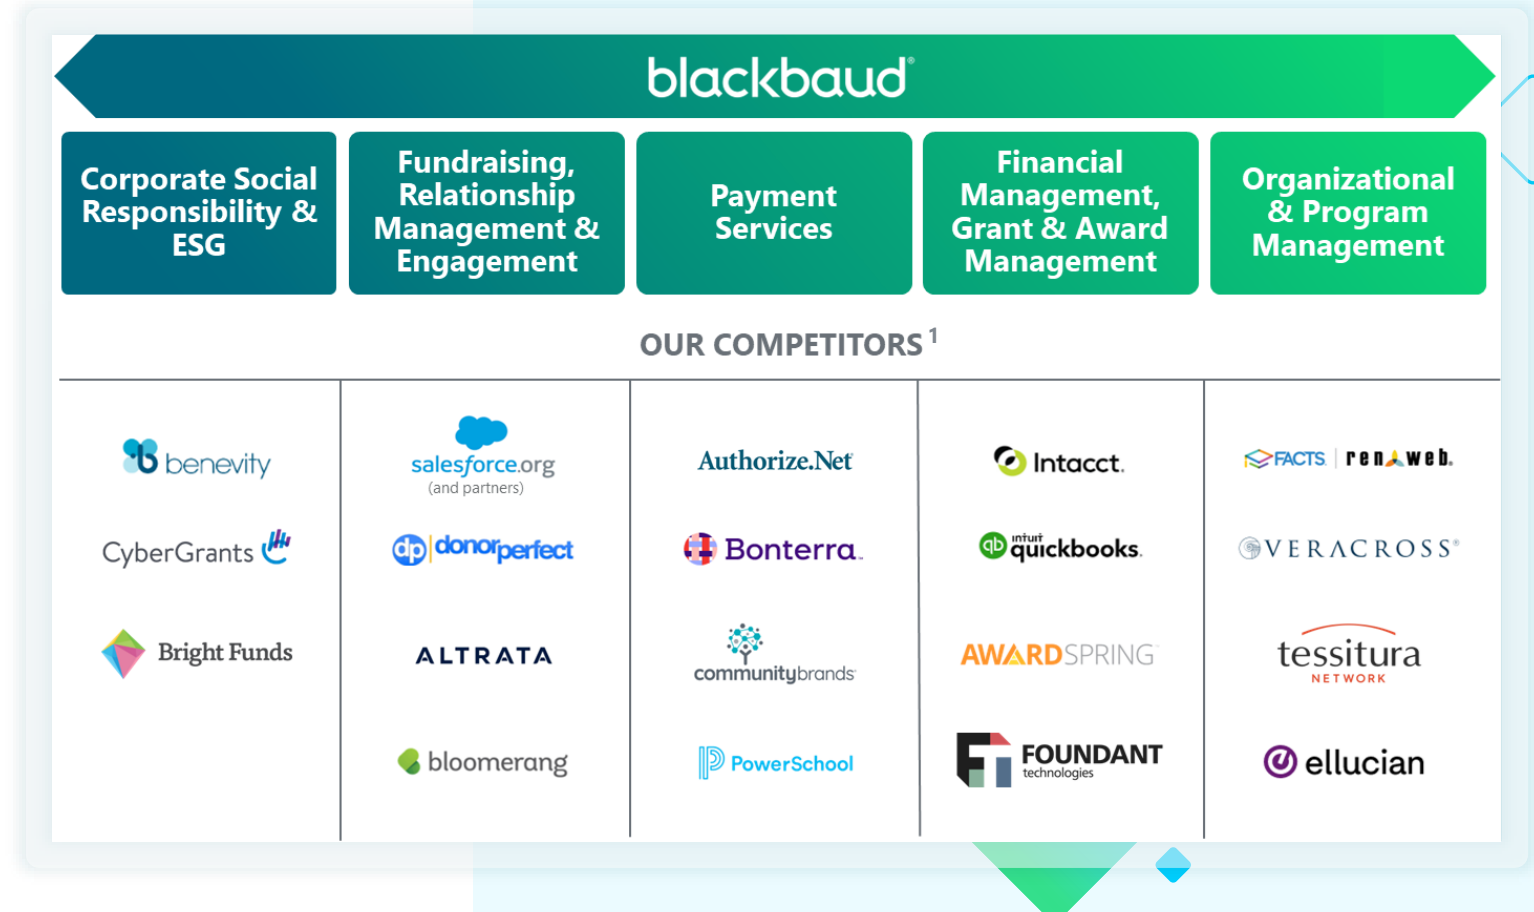 blackbaud®
Corporate Social
Responsibility &
ESG
Fundraising,
Relationship
Management &
Engagement
Payment
Services
Financial
Management,
Grant & Award
Management
Organizational
& Program
Management
OUR COMPETITORS 1
benevity
CyberGrants
Bright Funds
salesforce.org
(and partners)
dp donorperfect
ALTRATA
bloomerang
Authorize.Net
Bonterra™
communitybrands
PowerSchool
Intacct.
qb intuit
quickbooks.
AWARDSPRING
FOUNDANT
technologies
FACTS | renweb.
VERACROSS®
tessitura
NETWORK
ellucian